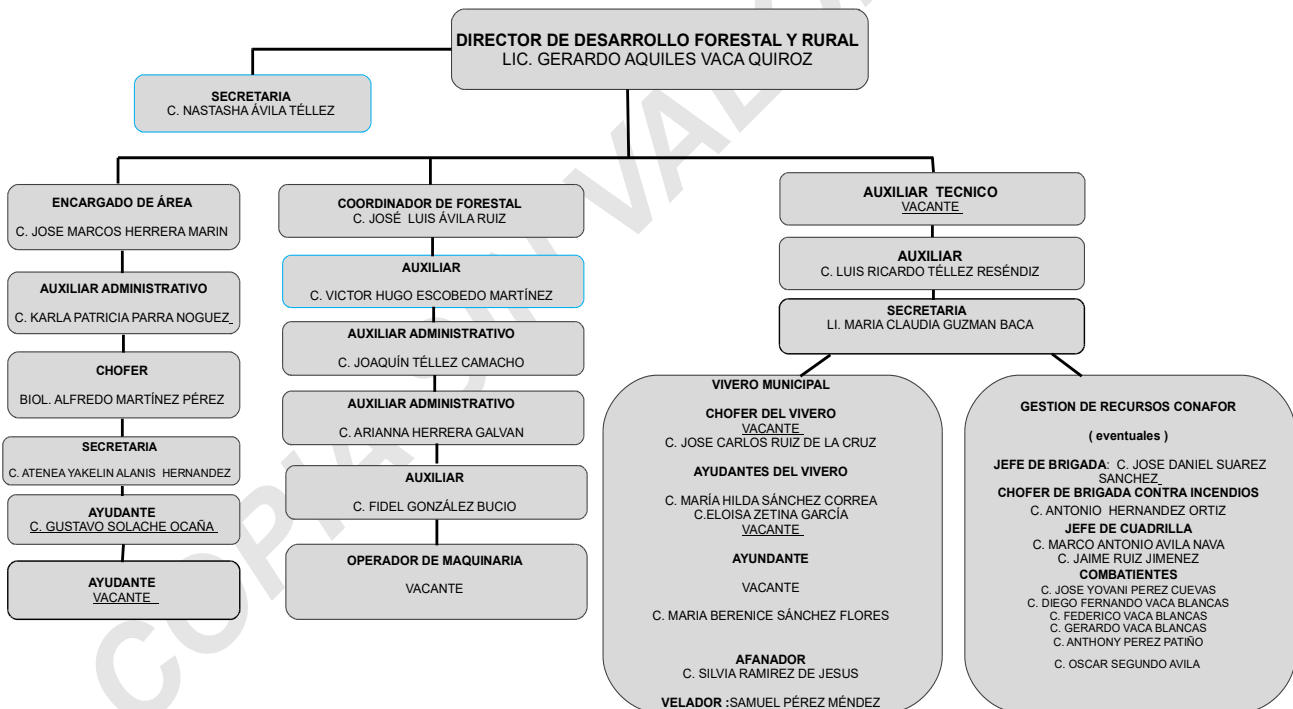 DIRECTOR DE DESARROLLO FORESTAL Y RURAL
LIC. GERARDO AQUILES VACA QUIROZ
SECRETARIA
C. NASTASHA ÁVILA TÉLLEZ
ENCARGADO DE ÁREA
C. JOSE MARCOS HERRERA MARIN
AUXILIAR ADMINISTRATIVO
C. KARLA PATRICIA PARRA NOGUEZ
CHOFER
BIOL. ALFREDO MARTÍNEZ PÉREZ
SECRETARIA
C. ATENEA YAKELIN ALANIS HERNANDEZ
AYUDANTE
C. GUSTAVO SOLACHE OCAÑA
AYUDANTE
VACANTE
COORDINADOR DE FORESTAL
C. JOSÉ LUIS ÁVILA RUIZ
AUXILIAR
C. VICTOR HUGO ESCOBEDO MARTÍNEZ
AUXILIAR ADMINISTRATIVO
C. JOAQUÍN TÉLLEZ CAMACHO
AUXILIAR ADMINISTRATIVO
C. ARIANNA HERRERA GALVAN
AUXILIAR
C. FIDEL GONZÁLEZ BUCIO
OPERADOR DE MAQUINARIA
VACANTE
AUXILIAR TECNICO
VACANTE
AUXILIAR
C. LUIS RICARDO TÉLLEZ RESÉNDIZ
SECRETARIA
LI. MARIA CLAUDIA GUZMAN BACA
VIVERO MUNICIPAL
CHOFER DEL VIVERO
VACANTE
C. JOSE CARLOS RUIZ DE LA CRUZ
AYUDANTES DEL VIVERO
C. MARÍA HILDA SÁNCHEZ CORREA
C.ELOISA ZETINA GARCÍA
VACANTE
AYUNDANTE
VACANTE
C. MARIA BERENICE SÁNCHEZ FLORES
AFANADOR
C. SILVIA RAMIREZ DE JESUS
VELADOR :SAMUEL PÉREZ MÉNDEZ
GESTION DE RECURSOS CONAFOR
( eventuales )
JEFE DE BRIGADA: C. JOSE DANIEL SUAREZ
SANCHEZ
CHOFER DE BRIGADA CONTRA INCENDIOS
C. ANTONIO HERNANDEZ ORTIZ
JEFE DE CUADRILLA
C. MARCO ANTONIO AVILA NAVA
C. JAIME RUIZ JIMENEZ
COMBATIENTES
C. JOSE YOVANI PEREZ CUEVAS
C. DIEGO FERNANDO VACA BLANCAS
C. FEDERICO VACA BLANCAS
C. GERARDO VACA BLANCAS
C. ANTHONY PEREZ PATIÑO
C. OSCAR SEGUNDO AVILA
COPIA